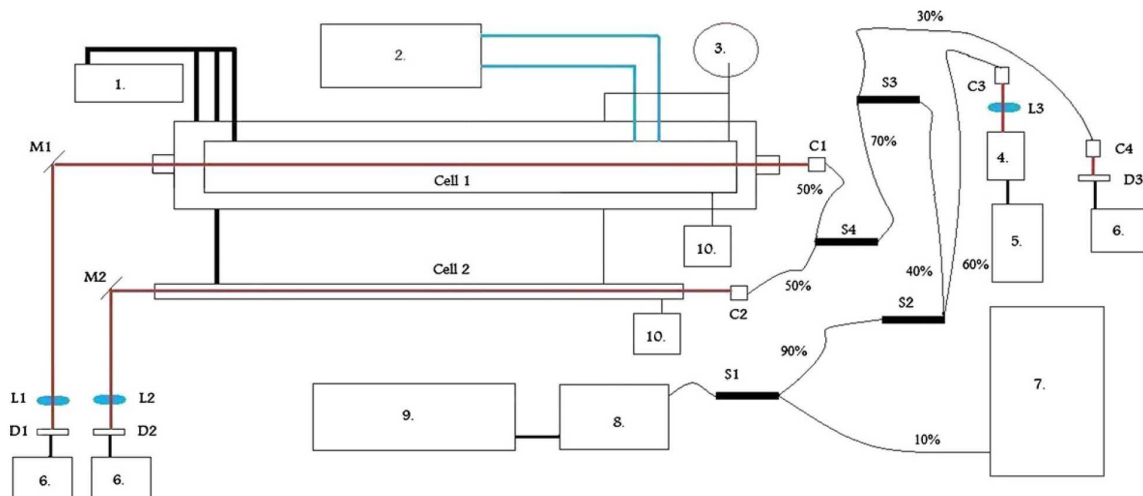 30%
2.
3.
S3
C3
L3
1.
M1
C1
70%
4.
C4
Cell 1
50%
D3
10.
S4
5.
6.
M2
Cell 2
40%
60%
50%
C2
S2
10.
90%
S1
7.
L1
L2
9.
8.
D1
D2
10%
6.
6.